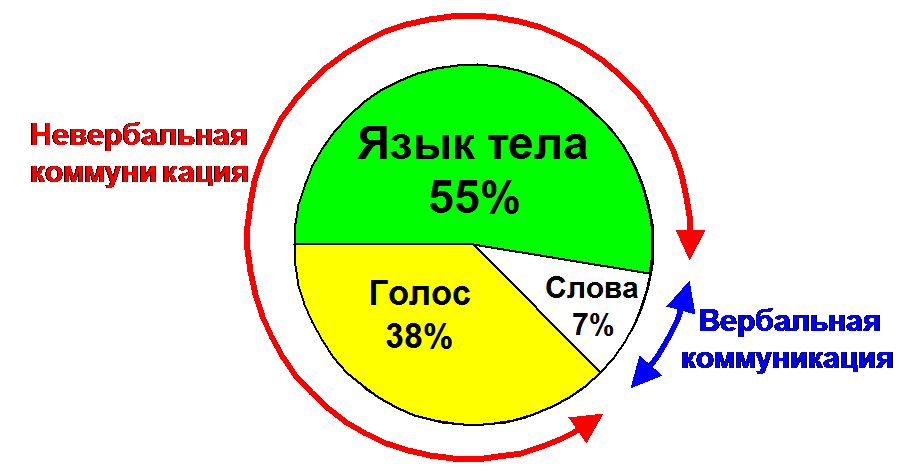 Невербальная
коммуни кация
Язык тела
55%
Голос
38%
Слова
7%
Вербальная
коммуникация